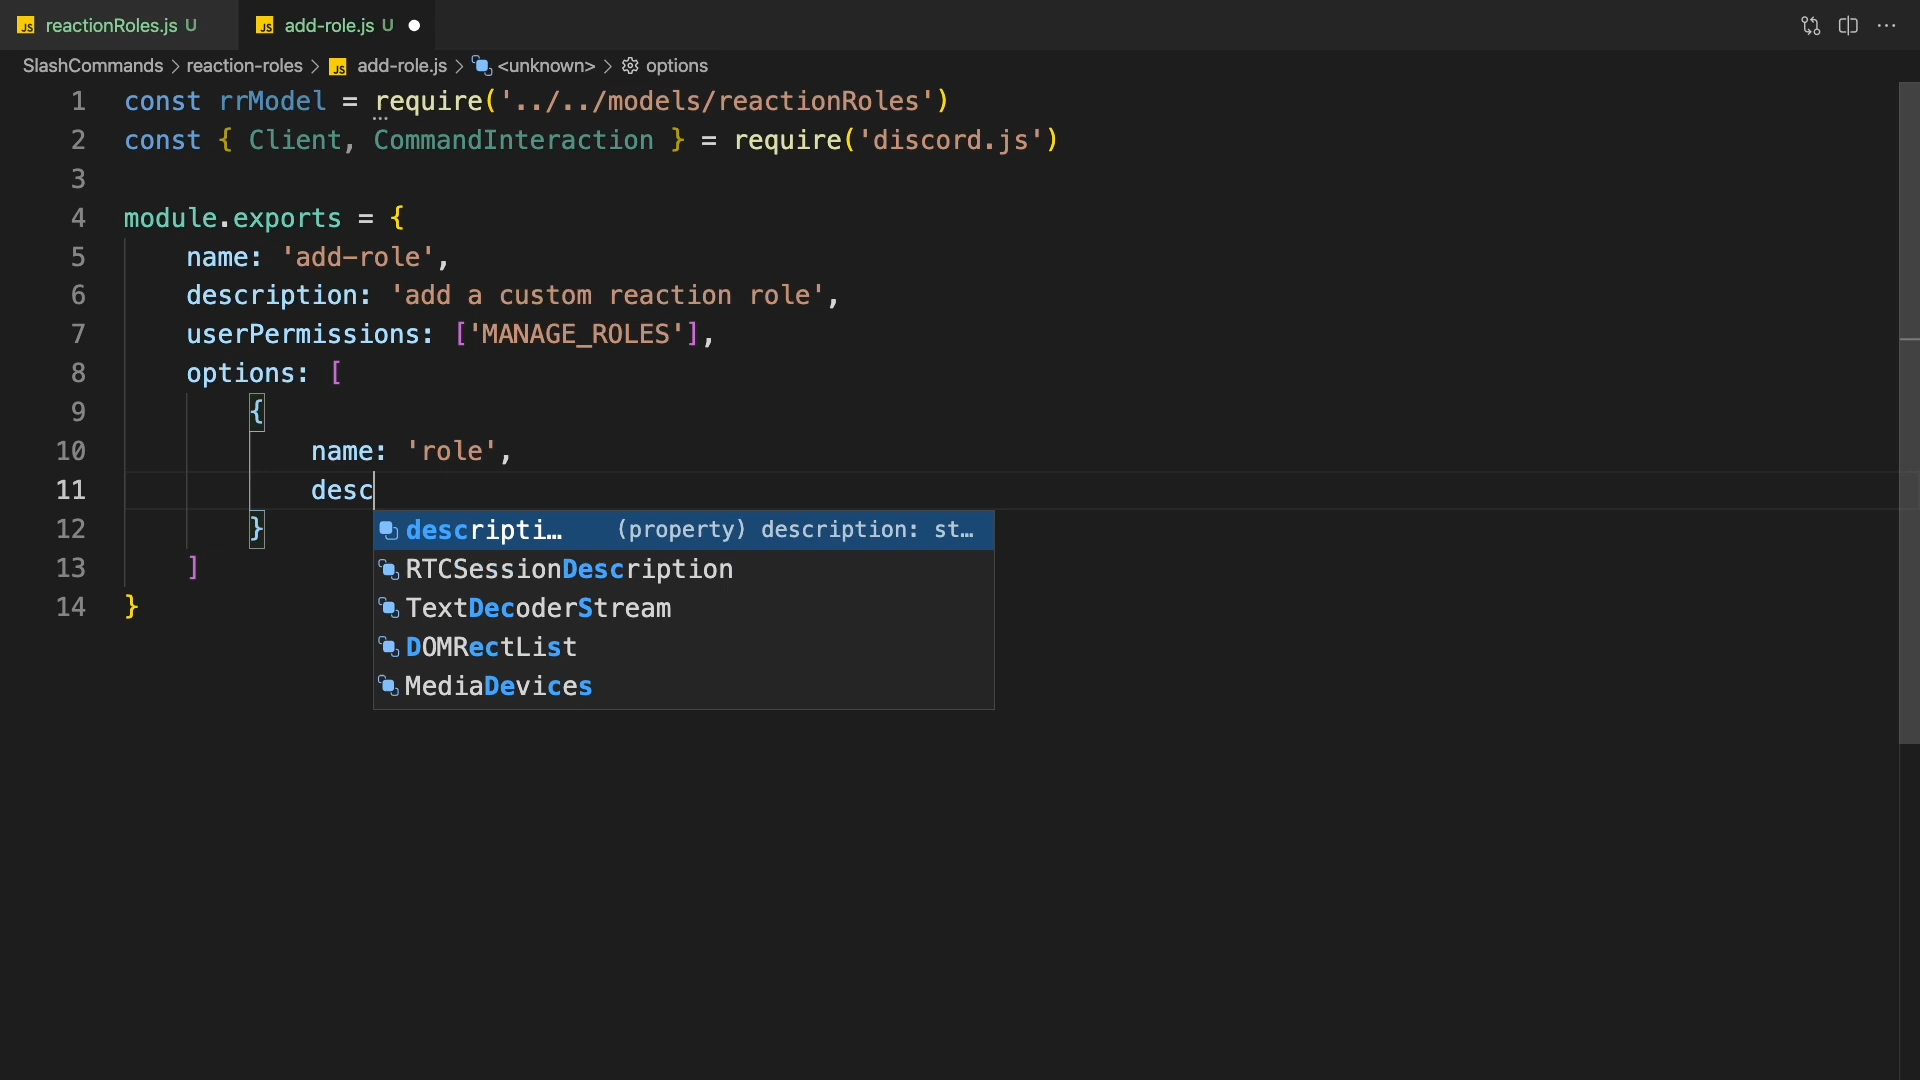 JS reactionRoles.js U JS add-role.js U
SlashCommands > reaction-roles > JS add-role.js > <unknown> > options
1 const rrModel = require('../../models/reactionRoles')
2 const { Client, CommandInteraction } = require('discord.js')
3
4 module.exports = {
5 name: 'add-role',
6 description: 'add a custom reaction role',
7 userPermissions: ['MANAGE_ROLES'],
8 options: [
9 {
10 name: 'role',
11 desc
12 }
descripti… (property) description: st…
13 ]
RTCSessionDescription
14 }
TextDecoderStream
DOMRectList
MediaDevices